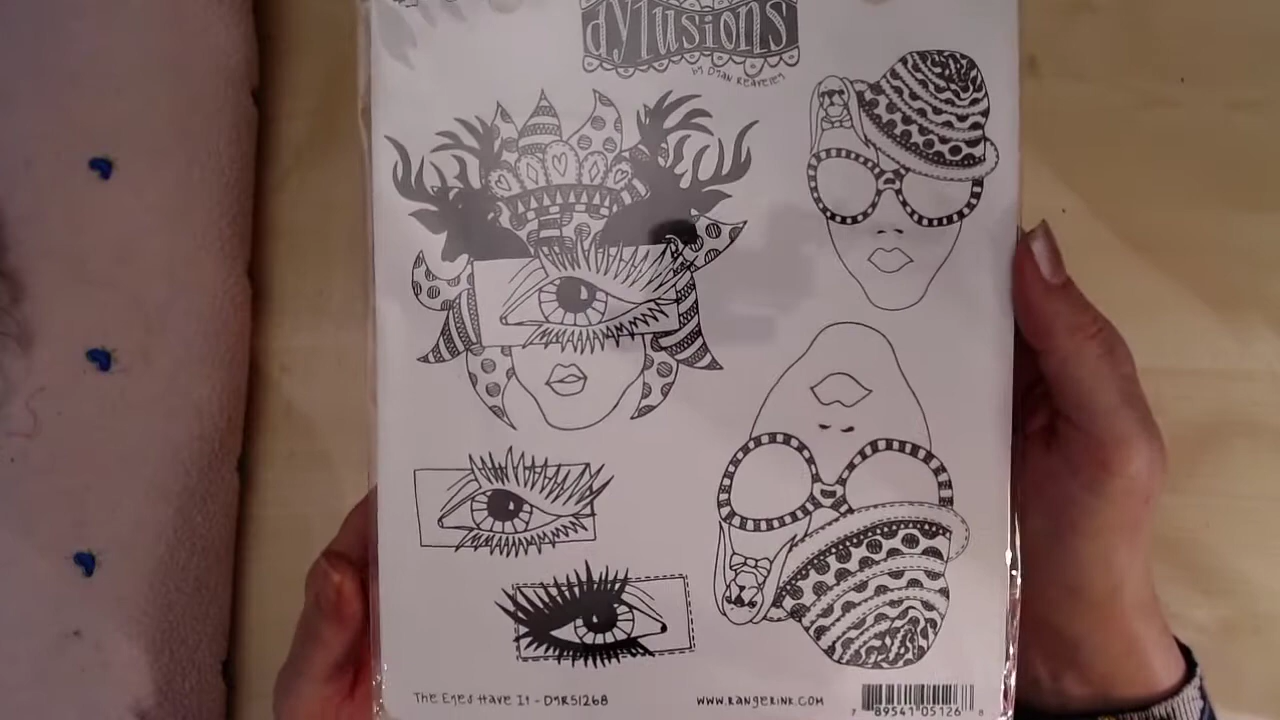 dylusions
by Dyan Reaveley
The Eyes Have It - DYR51268
www.rangerink.com
7 89541 05126 8